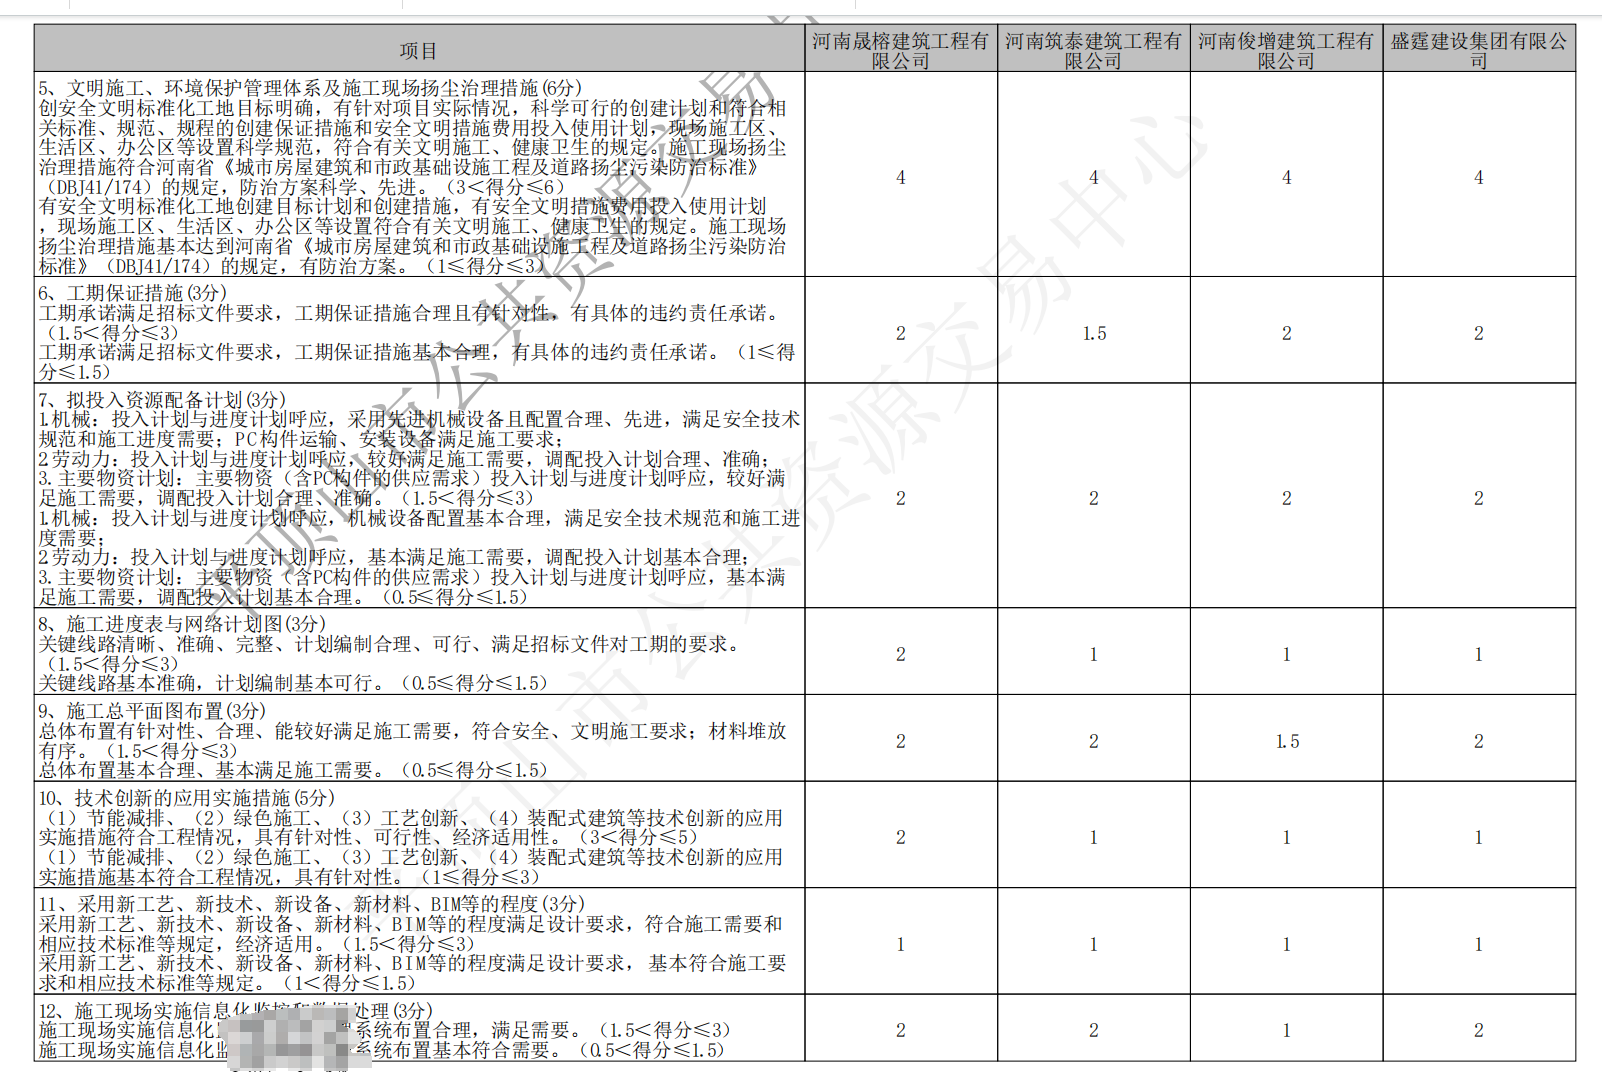 项目
河南晟榕建筑工程有
限公司
河南筑泰建筑工程有
限公司
河南俊增建筑工程有
限公司
盛霆建设集团有限公
司
5、文明施工、环境保护管理体系及施工现场扬尘治理措施(6分)
创安全文明标准化工地目标明确，有针对项目实际情况，科学可行的创建计划和符合相
关标准、规范、规程的创建保证措施和安全文明措施费用投入使用计划，现场施工区、
生活区、办公区等设置科学规范，符合有关文明施工、健康卫生的规定。施工现场扬尘
治理措施符合河南省《城市房屋建筑和市政基础设施工程及道路扬尘污染防治标准》
（DBJ41/174）的规定，防治方案科学、先进。（3＜得分≤6）
有安全文明标准化工地创建目标计划和创建措施，有安全文明措施费用投入使用计划
，现场施工区、生活区、办公区等设置符合有关文明施工、健康卫生的规定。施工现场
扬尘治理措施基本达到河南省《城市房屋建筑和市政基础设施工程及道路扬尘污染防治
标准》（DBJ41/174）的规定，有防治方案。（1≤得分≤3）
4
4
4
4
6、工期保证措施(3分)
工期承诺满足招标文件要求，工期保证措施合理且有针对性，有具体的违约责任承诺。
（1.5＜得分≤3）
工期承诺满足招标文件要求，工期保证措施基本合理，有具体的违约责任承诺。（1≤得
分≤1.5）
2
1.5
2
2
7、拟投入资源配备计划(3分)
1.机械：投入计划与进度计划呼应，采用先进机械设备且配置合理、先进，满足安全技术
规范和施工进度需要；PC构件运输、安装设备满足施工要求；
2.劳动力：投入计划与进度计划呼应，较好满足施工需要，调配投入计划合理、准确；
3.主要物资计划：主要物资（含PC构件的供应需求）投入计划与进度计划呼应，较好满
足施工需要，调配投入计划合理、准确。（1.5＜得分≤3）
1.机械：投入计划与进度计划呼应，机械设备配置基本合理，满足安全技术规范和施工进
度需要；
2.劳动力：投入计划与进度计划呼应，基本满足施工需要，调配投入计划基本合理；
3.主要物资计划：主要物资（含PC构件的供应需求）投入计划与进度计划呼应，基本满
足施工需要，调配投入计划基本合理。（0.5≤得分≤1.5）
2
2
2
2
8、施工进度表与网络计划图(3分)
关键线路清晰、准确、完整、计划编制合理、可行、满足招标文件对工期的要求。
（1.5＜得分≤3）
关键线路基本准确，计划编制基本可行。（0.5≤得分≤1.5）
2
1
1
1
9、施工总平面图布置(3分)
总体布置有针对性、合理、能较好满足施工需要，符合安全、文明施工要求；材料堆放
有序。（1.5＜得分≤3）
总体布置基本合理、基本满足施工需要。（0.5≤得分≤1.5）
2
2
1.5
2
10、技术创新的应用实施措施(5分)
（1）节能减排、（2）绿色施工、（3）工艺创新、（4）装配式建筑等技术创新的应用
实施措施符合工程情况，具有针对性、可行性、经济适用性。（3＜得分≤5）
（1）节能减排、（2）绿色施工、（3）工艺创新、（4）装配式建筑等技术创新的应用
实施措施基本符合工程情况，具有针对性。（1≤得分≤3）
2
1
1
1
11、采用新工艺、新技术、新设备、新材料、BIM等的程度(3分)
采用新工艺、新技术、新设备、新材料、BIM等的程度满足设计要求，符合施工需要和
相应技术标准等规定，经济适用。（1.5＜得分≤3）
采用新工艺、新技术、新设备、新材料、BIM等的程度满足设计要求， 基本符合施工要
求和相应技术标准等规定。（1＜得分≤1.5）
1
1
1
1
12、施工现场实施信息化监控和数据处理(3分)
施工现场实施信息化 系统布置合理，满足需要。（1.5＜得分≤3）
施工现场实施信息化监 系统布置基本符合需要。（0.5＜得分≤1.5）
2
2
1
2
平顶山市公共资源交易中
平顶山市公共资源交易中心